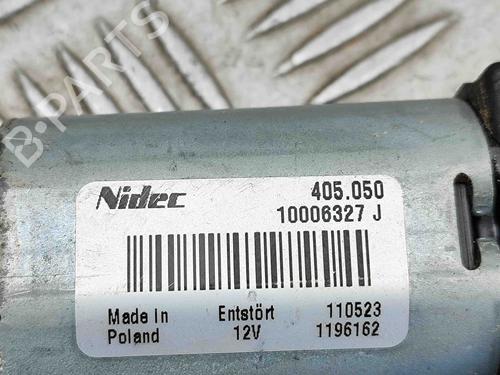 B-PARTS
Nidec 405.050
10006327 J
Made In Entstört 110523
Poland 12V 1196162